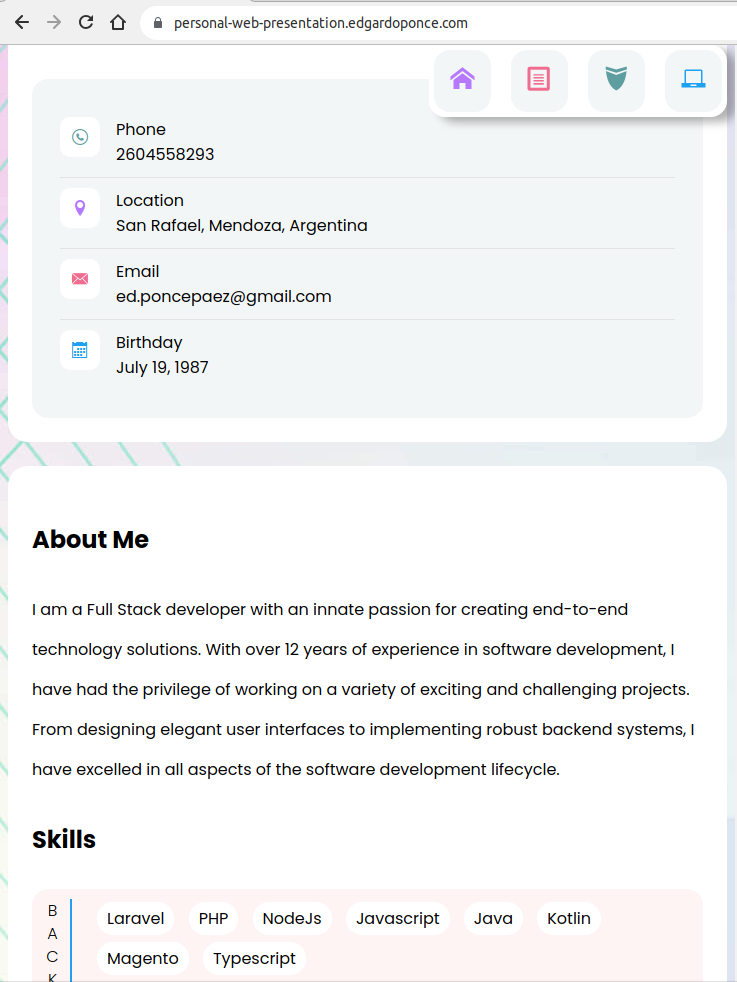 personal-web-presentation.edgardoponce.com
Phone
2604558293
Location
San Rafael, Mendoza, Argentina
Email
ed.poncepaez@gmail.com
Birthday
July 19, 1987
About Me
I am a Full Stack developer with an innate passion for creating end-to-end
technology solutions. With over 12 years of experience in software development, I
have had the privilege of working on a variety of exciting and challenging projects.
From designing elegant user interfaces to implementing robust backend systems, I
have excelled in all aspects of the software development lifecycle.
Skills
B
A
C
K
Laravel PHP NodeJs Javascript Java Kotlin
Magento Typescript